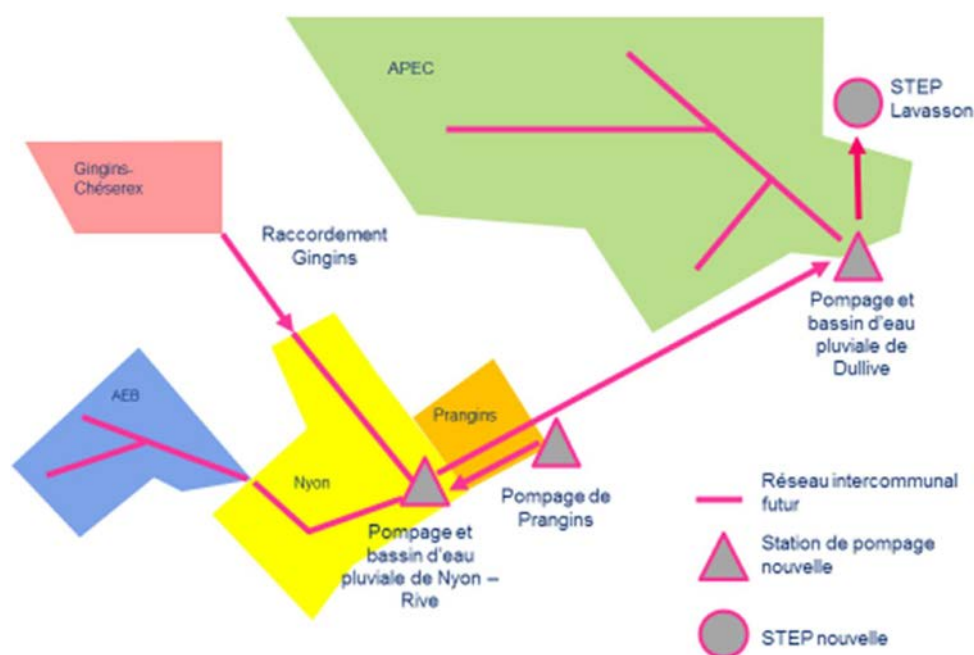 APEC
STEP
Lavasson
Gingins-
Chéserex
Raccordement
Gingins
Pompage et
bassin d'eau
pluviale de
Dullive
AEB
Prangins
Nyon
Pompage de
Prangins
Pompage et
bassin d'eau
pluviale de Nyon –
Rive
Réseau intercommunal
futur
Station de pompage
nouvelle
STEP nouvelle